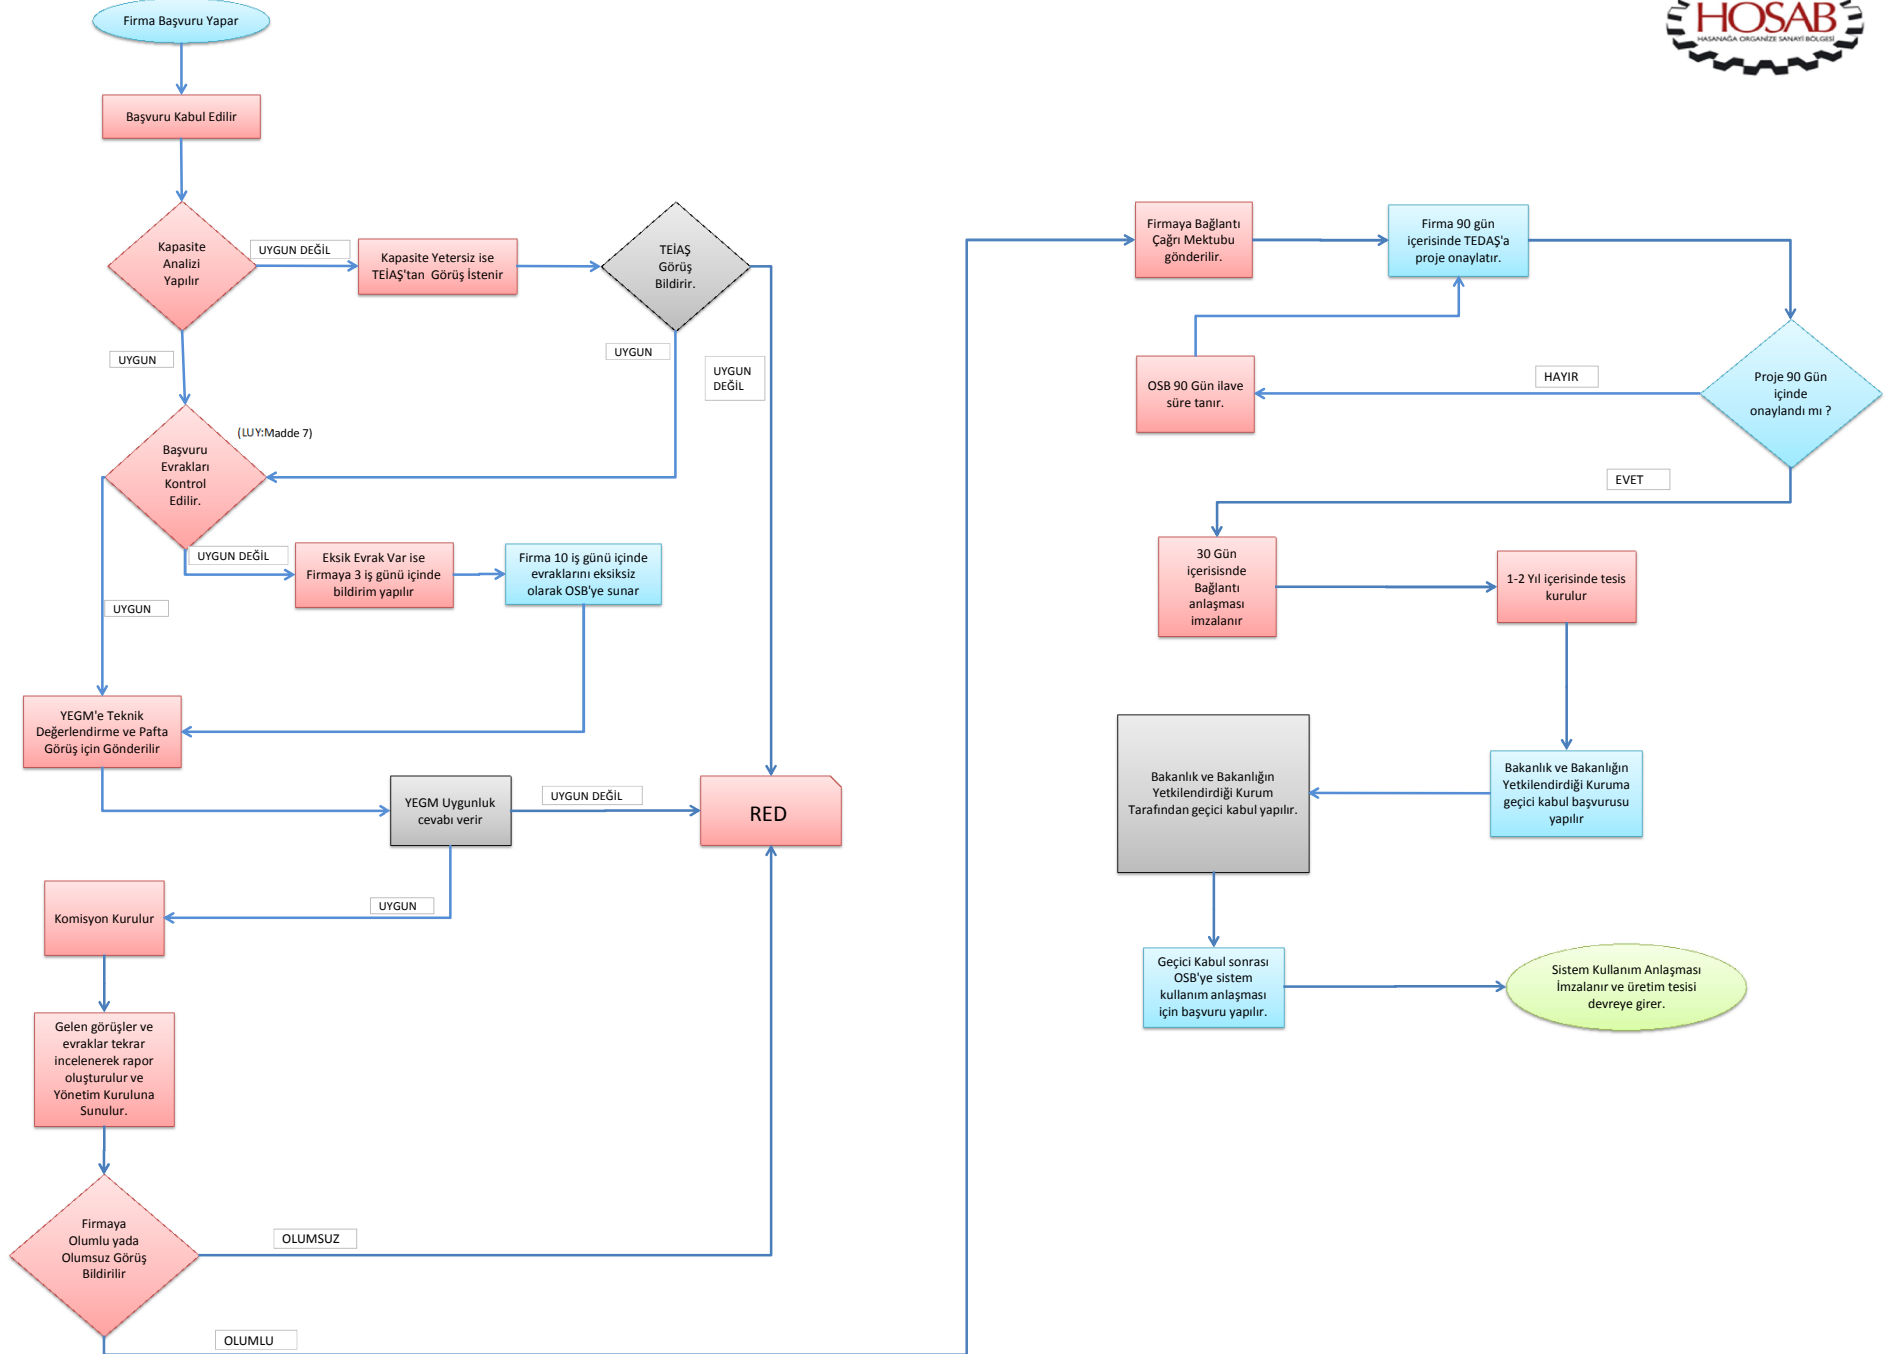 Firma Başvuru Yapar
HOSAB
HASANAĞA ORGANİZE SANAYİ BÖLGESİ
Başvuru Kabul Edilir
Kapasite
Analizi
Yapılır
UYGUN DEĞİL
Kapasite Yetersiz ise
TEİAŞ'tan Görüş İstenir
TEİAŞ
Görüş
Bildirir.
UYGUN
UYGUN
UYGUN
DEĞİL
Başvuru
Evrakları
Kontrol
Edilir.
(LUY:Madde 7)
UYGUN DEĞİL
Eksik Evrak Var ise
Firmaya 3 iş günü içinde
bildirim yapılır
Firma 10 iş günü içinde
evraklarını eksiksiz
olarak OSB'ye sunar
UYGUN
YEGM'e Teknik
Değerlendirme ve Pafta
Görüş için Gönderilir
YEGM Uygunluk
cevabı verir
UYGUN DEĞİL
RED
UYGUN
Komisyon Kurulur
Gelen görüşler ve
evraklar tekrar
incelenerek rapor
oluşturulur ve
Yönetim Kuruluna
Sunulur.
Firmaya
Olumlu yada
Olumsuz Görüş
Bildirilir
OLUMSUZ
OLUMLU
Firmaya Bağlantı
Çağrı Mektubu
gönderilir.
Firma 90 gün
içerisinde TEDAŞ'a
proje onaylatır.
OSB 90 Gün ilave
süre tanır.
HAYIR
Proje 90 Gün
içinde
onaylandı mı ?
EVET
30 Gün
içerisisnde
Bağlantı
anlaşması
imzalanır
1-2 Yıl içerisinde tesis
kurulur
Bakanlık ve Bakanlığın
Yetkilendirdiği Kuruma
geçici kabul başvurusu
yapılır
Bakanlık ve Bakanlığın
Yetkilendirdiği Kurum
Tarafından geçici kabul yapılır.
Geçici Kabul sonrası
OSB'ye sistem
kullanım anlaşması
için başvuru yapılır.
Sistem Kullanım Anlaşması
İmzalanır ve üretim tesisi
devreye girer.